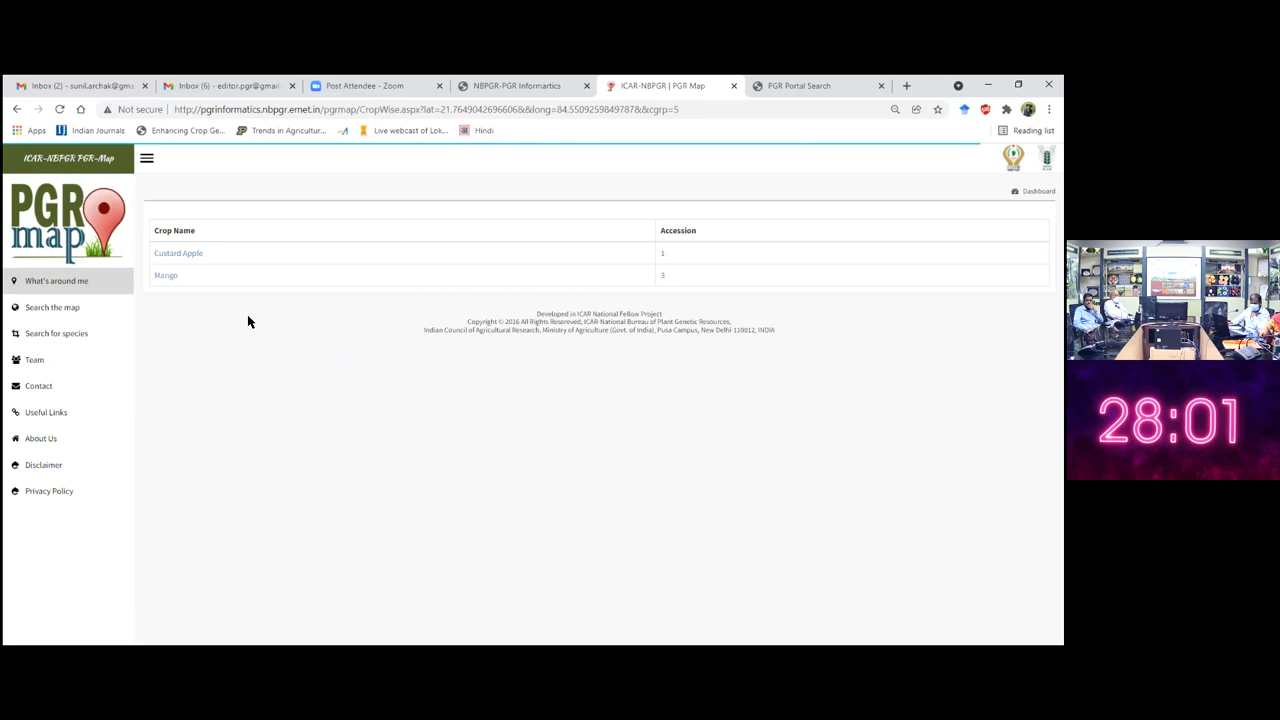 Inbox (2) - sunil.archak@gm
Inbox (6) - editor.pgr@gmail
Post Attendee - Zoom
NBPGR-PGR Informartics
ICAR-NBPGR | PGR Map
PGR Portal Search
Not secure
http://pgrinformatics.nbpgr.ernet.in/pgrmap/CropWise.aspx?lat=21.7649042696606&&long=84.5509259849787&&cgrp=5
Apps
Indian Journals
Enhancing Crop Ge...
Trends in Agricultur...
Live webcast of Lok...
Hindi
Reading list
ICAR-NBPGR PGR-Map
PGR
map
Dashboard
What's around me
Search the map
Search for species
Team
Contact
Useful Links
About Us
Disclaimer
Privacy Policy
Crop Name Accession
Custard Apple 1
Mango 3
Developed in ICAR National Fellow Project
Copyright © 2016 All Rights Resereved, ICAR-National Bureau of Plant Genetic Resources,
Indian Council of Agricultural Research, Ministry of Agriculture (Govt. of India), Pusa Campus, New Delhi-110012, INDIA
28:01